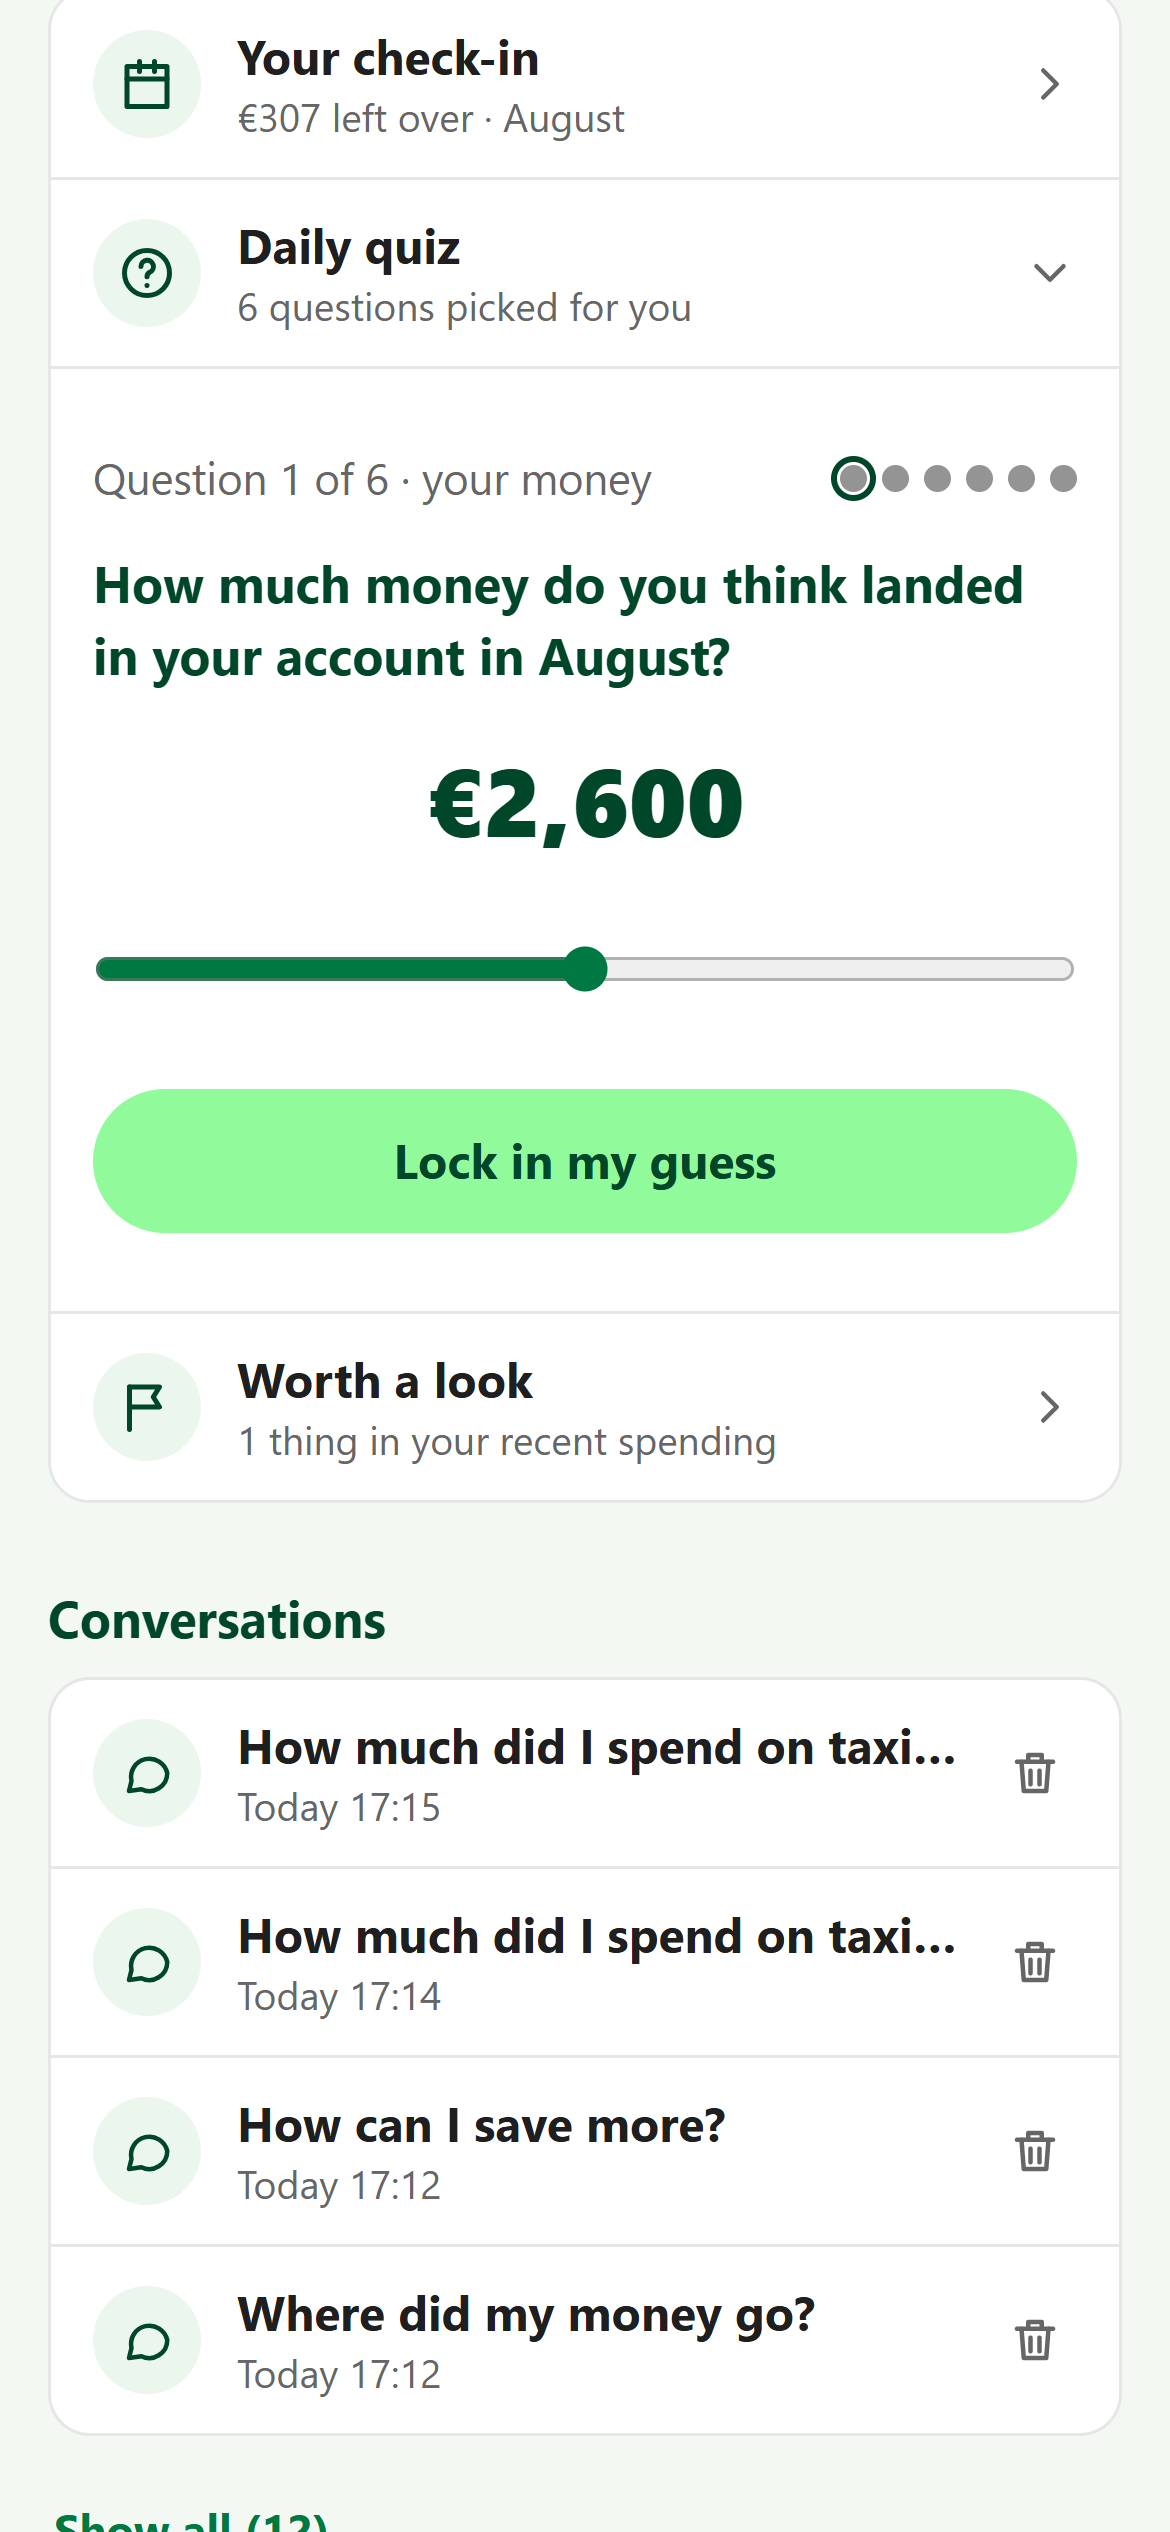 Your check-in
€307 left over · August
Daily quiz
6 questions picked for you
Question 1 of 6 · your money
How much money do you think landed
in your account in August?
€2,600
Lock in my guess
Worth a look
1 thing in your recent spending
Conversations
How much did I spend on taxi...
Today 17:15
How much did I spend on taxi...
Today 17:14
How can I save more?
Today 17:12
Where did my money go?
Today 17:12
Show all (12)